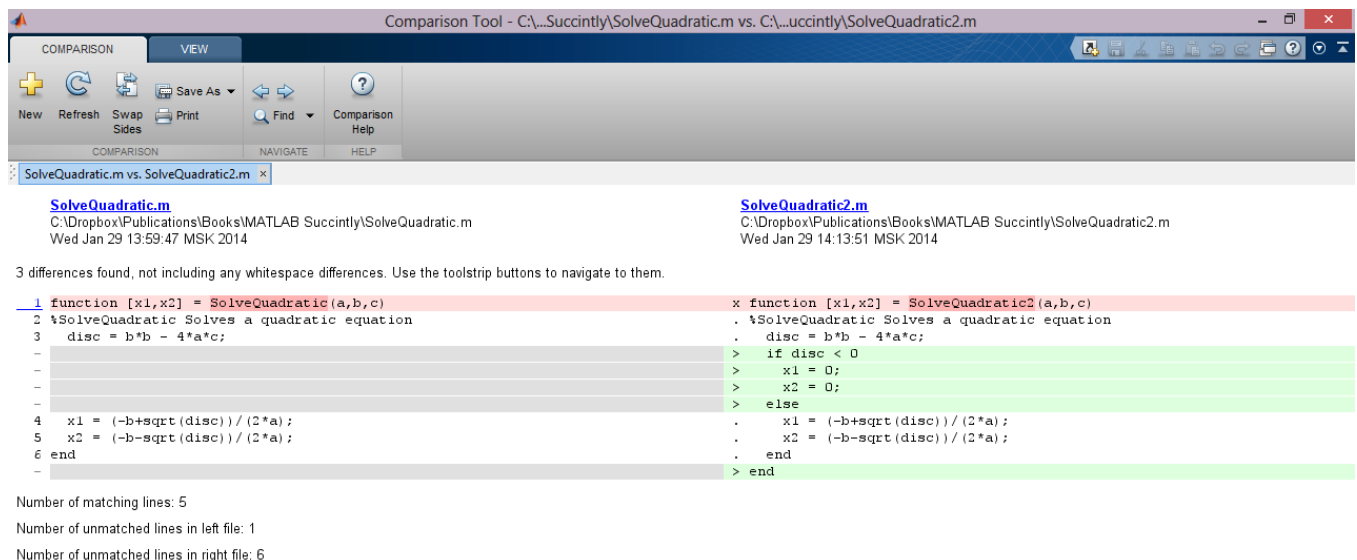 Comparison Tool - C:\...Succintly\SolveQuadratic.m vs. C:\...uccintly\SolveQuadratic2.m
COMPARISON VIEW
New Refresh Swap Sides Save As Print Find Comparison Help
COMPARISON NAVIGATE HELP
SolveQuadratic.m vs. SolveQuadratic2.m ×
SolveQuadratic.m SolveQuadratic2.m
C:\Dropbox\Publications\Books\MATLAB Succintly\SolveQuadratic.m C:\Dropbox\Publications\Books\MATLAB Succintly\SolveQuadratic2.m
Wed Jan 29 13:59:47 MSK 2014 Wed Jan 29 14:13:51 MSK 2014
3 differences found, not including any whitespace differences. Use the toolstrip buttons to navigate to them.
1 function [x1,x2] = SolveQuadratic(a,b,c) x function [x1,x2] = SolveQuadratic2(a,b,c)
2 %SolveQuadratic Solves a quadratic equation . %SolveQuadratic Solves a quadratic equation
3 disc = b*b - 4*a*c; . disc = b*b - 4*a*c;
- > if disc < 0
- > x1 = 0;
- > x2 = 0;
- > else
4 x1 = (-b+sqrt(disc))/(2*a); . x1 = (-b+sqrt(disc))/(2*a);
5 x2 = (-b-sqrt(disc))/(2*a); . x2 = (-b-sqrt(disc))/(2*a);
6 end . end
- > end
Number of matching lines: 5
Number of unmatched lines in left file: 1
Number of unmatched lines in right file: 6